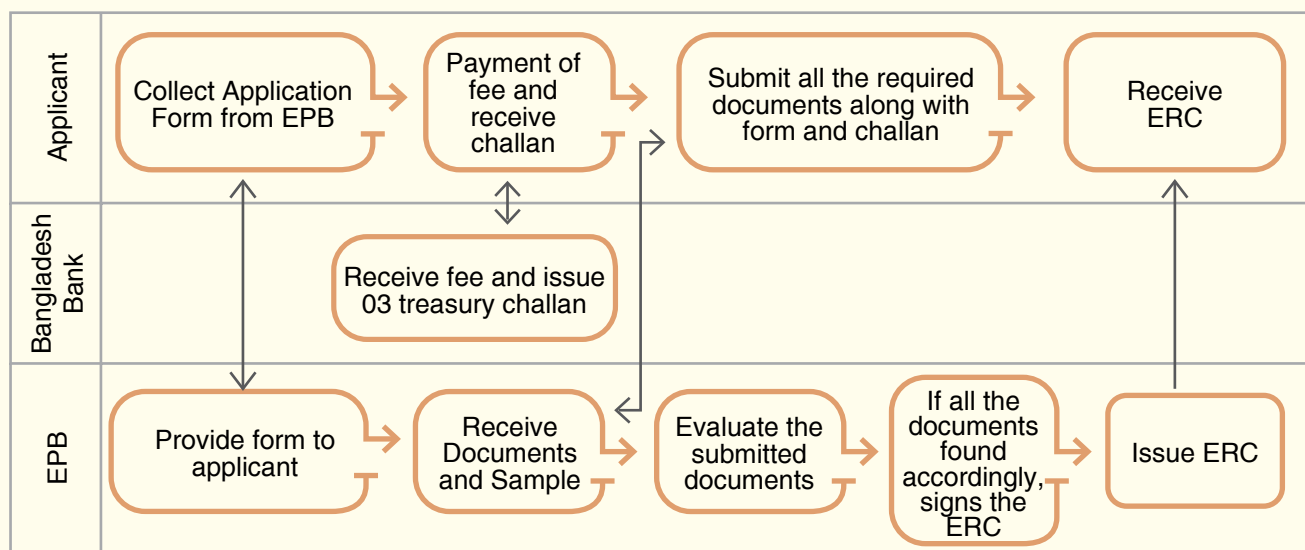 Applicant
Collect Application
Form from EPB
Payment of
fee and
receive
challan
Submit all the required
documents along with
form and challan
Receive
ERC
Bangladesh
Bank
Receive fee and issue
03 treasury challan
EPB
Provide form to
applicant
Receive
Documents
and Sample
Evaluate the
submitted
documents
If all the
documents
found
accordingly,
signs the
ERC
Issue ERC